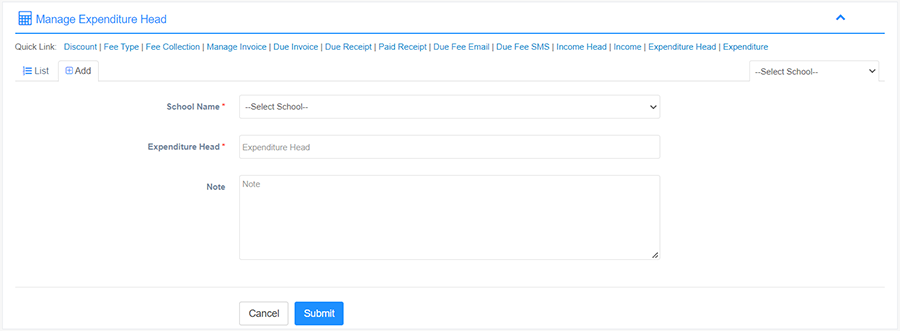 Manage Expenditure Head
Quick Link: Discount | Fee Type | Fee Collection | Manage Invoice | Due Invoice | Due Receipt | Paid Receipt | Due Fee Email | Due Fee SMS | Income Head | Income | Expenditure Head | Expenditure
List Add --Select School--
School Name * --Select School--
Expenditure Head * Expenditure Head
Note Note
Cancel Submit